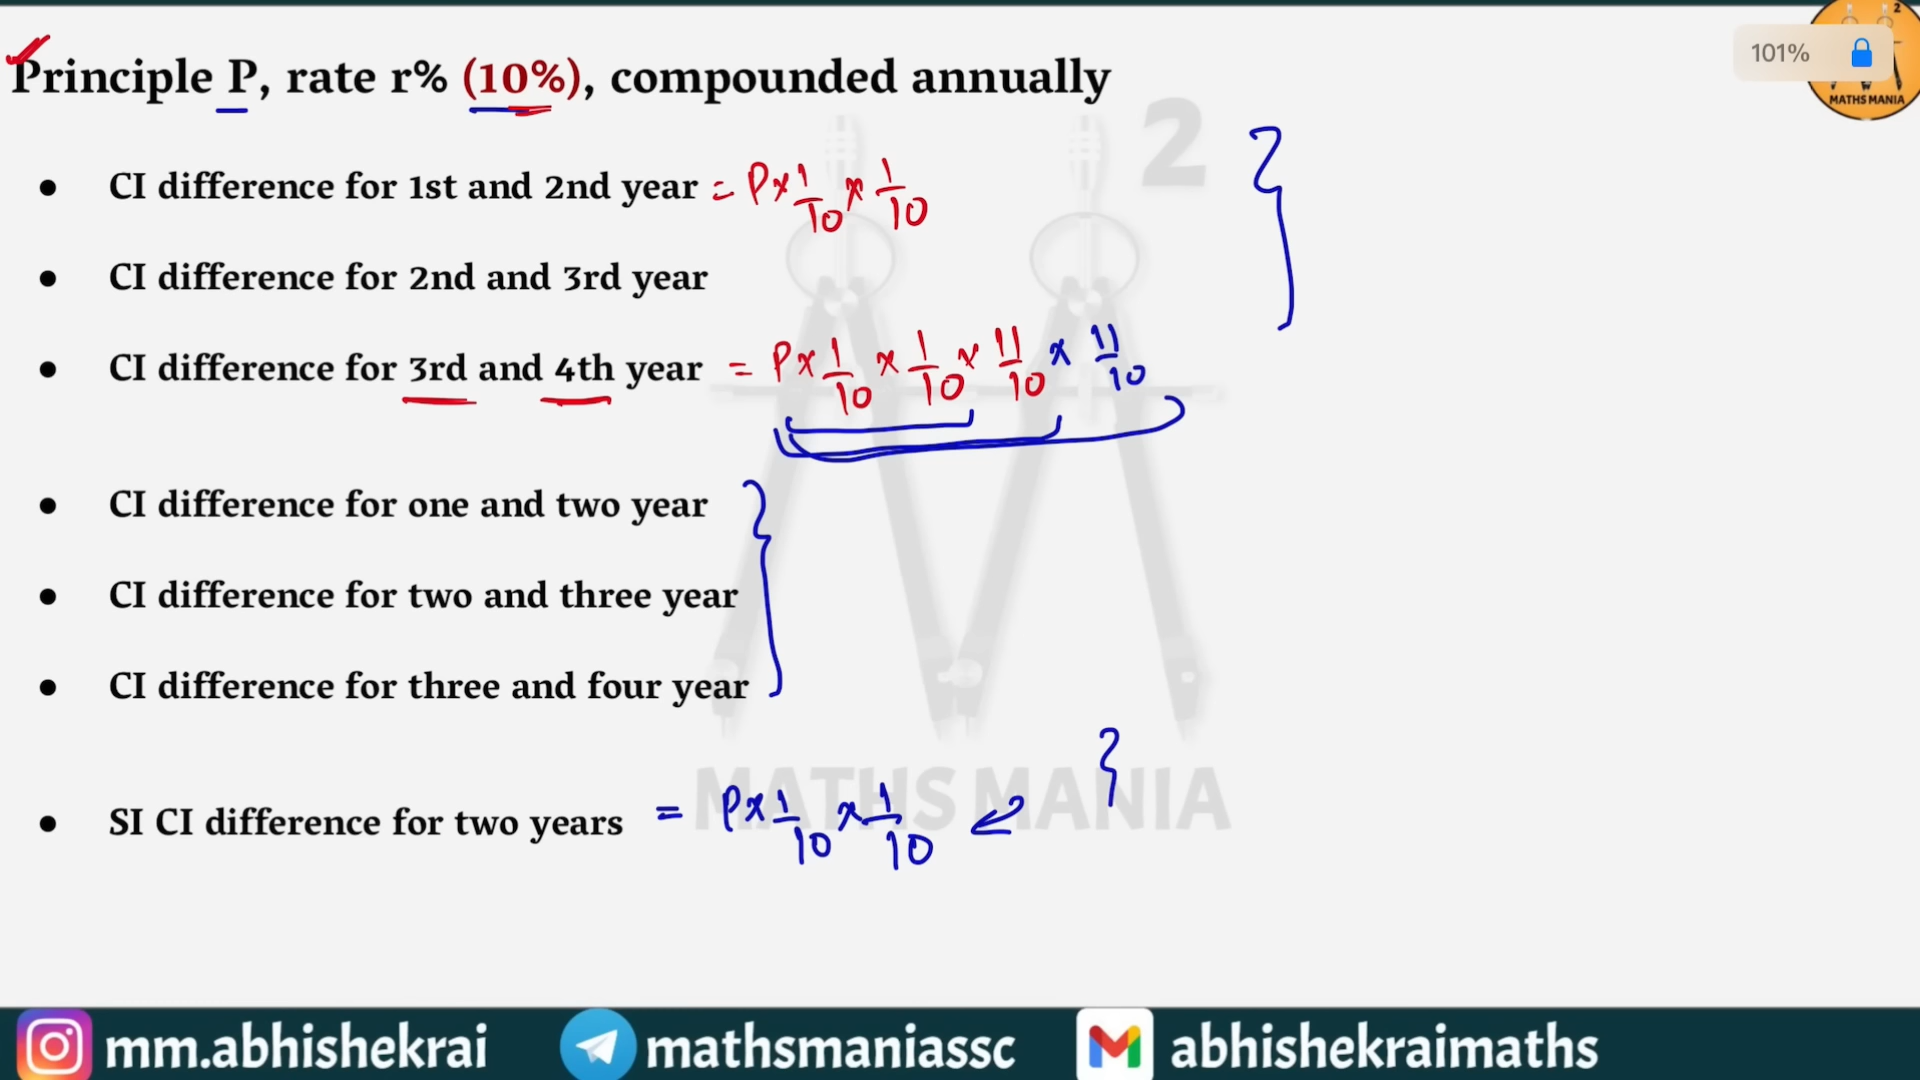 101%
MATHS MANIA
Principle P, rate r% (10%), compounded annually
2
• CI difference for 1st and 2nd year = P×1/10×1/10
• CI difference for 2nd and 3rd year
• CI difference for 3rd and 4th year = P×1/10×1/10×11/10×11/10
• CI difference for one and two year
• CI difference for two and three year
• CI difference for three and four year
MATHS MANIA
• SI CI difference for two years = P×1/10×1/10
mm.abhishekrai mathsmaniassc abhishekraimaths